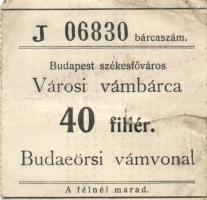 J 06830 bárcaszám.
Budapest székesfőváros
Városi vámbárca
40 fillér.
Budaeörsi vámvonal
A félnél marad.